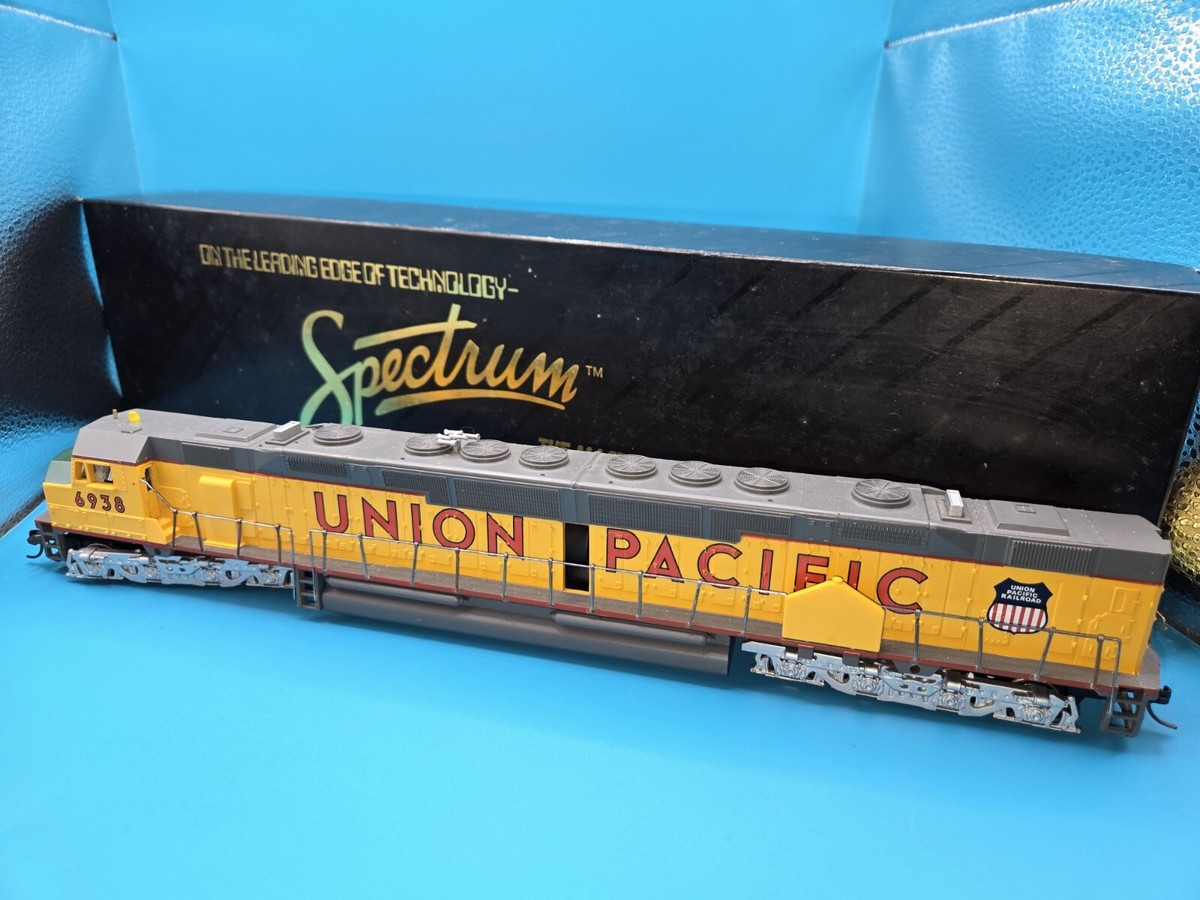 ON THE LEADING EDGE OF TECHNOLOGY-
Spectrum™
6938
UNION PACIFIC
UNION
PACIFIC
RAILROAD